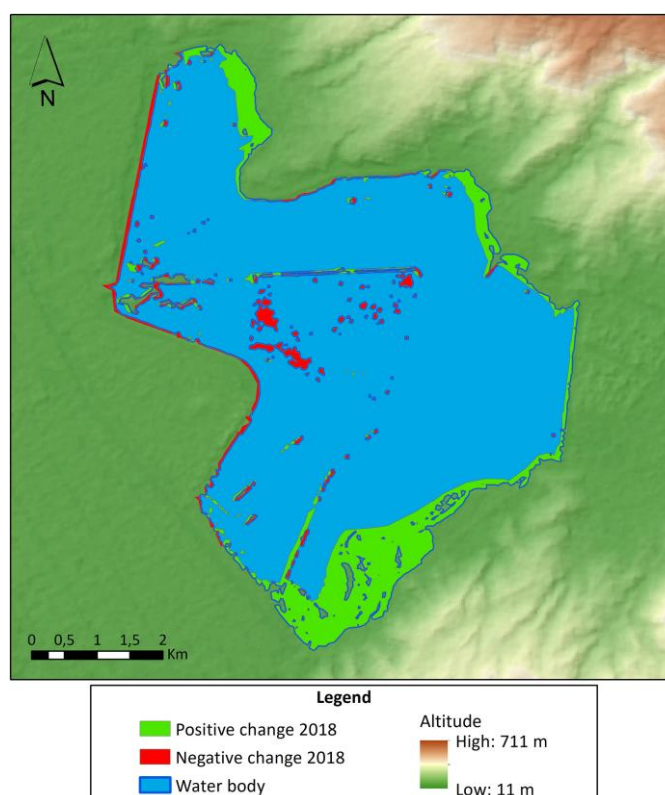 N
0 0,5 1 1,5 2
Km
Legend
Positive change 2018
Negative change 2018
Water body
Altitude
High: 711 m
Low: 11 m